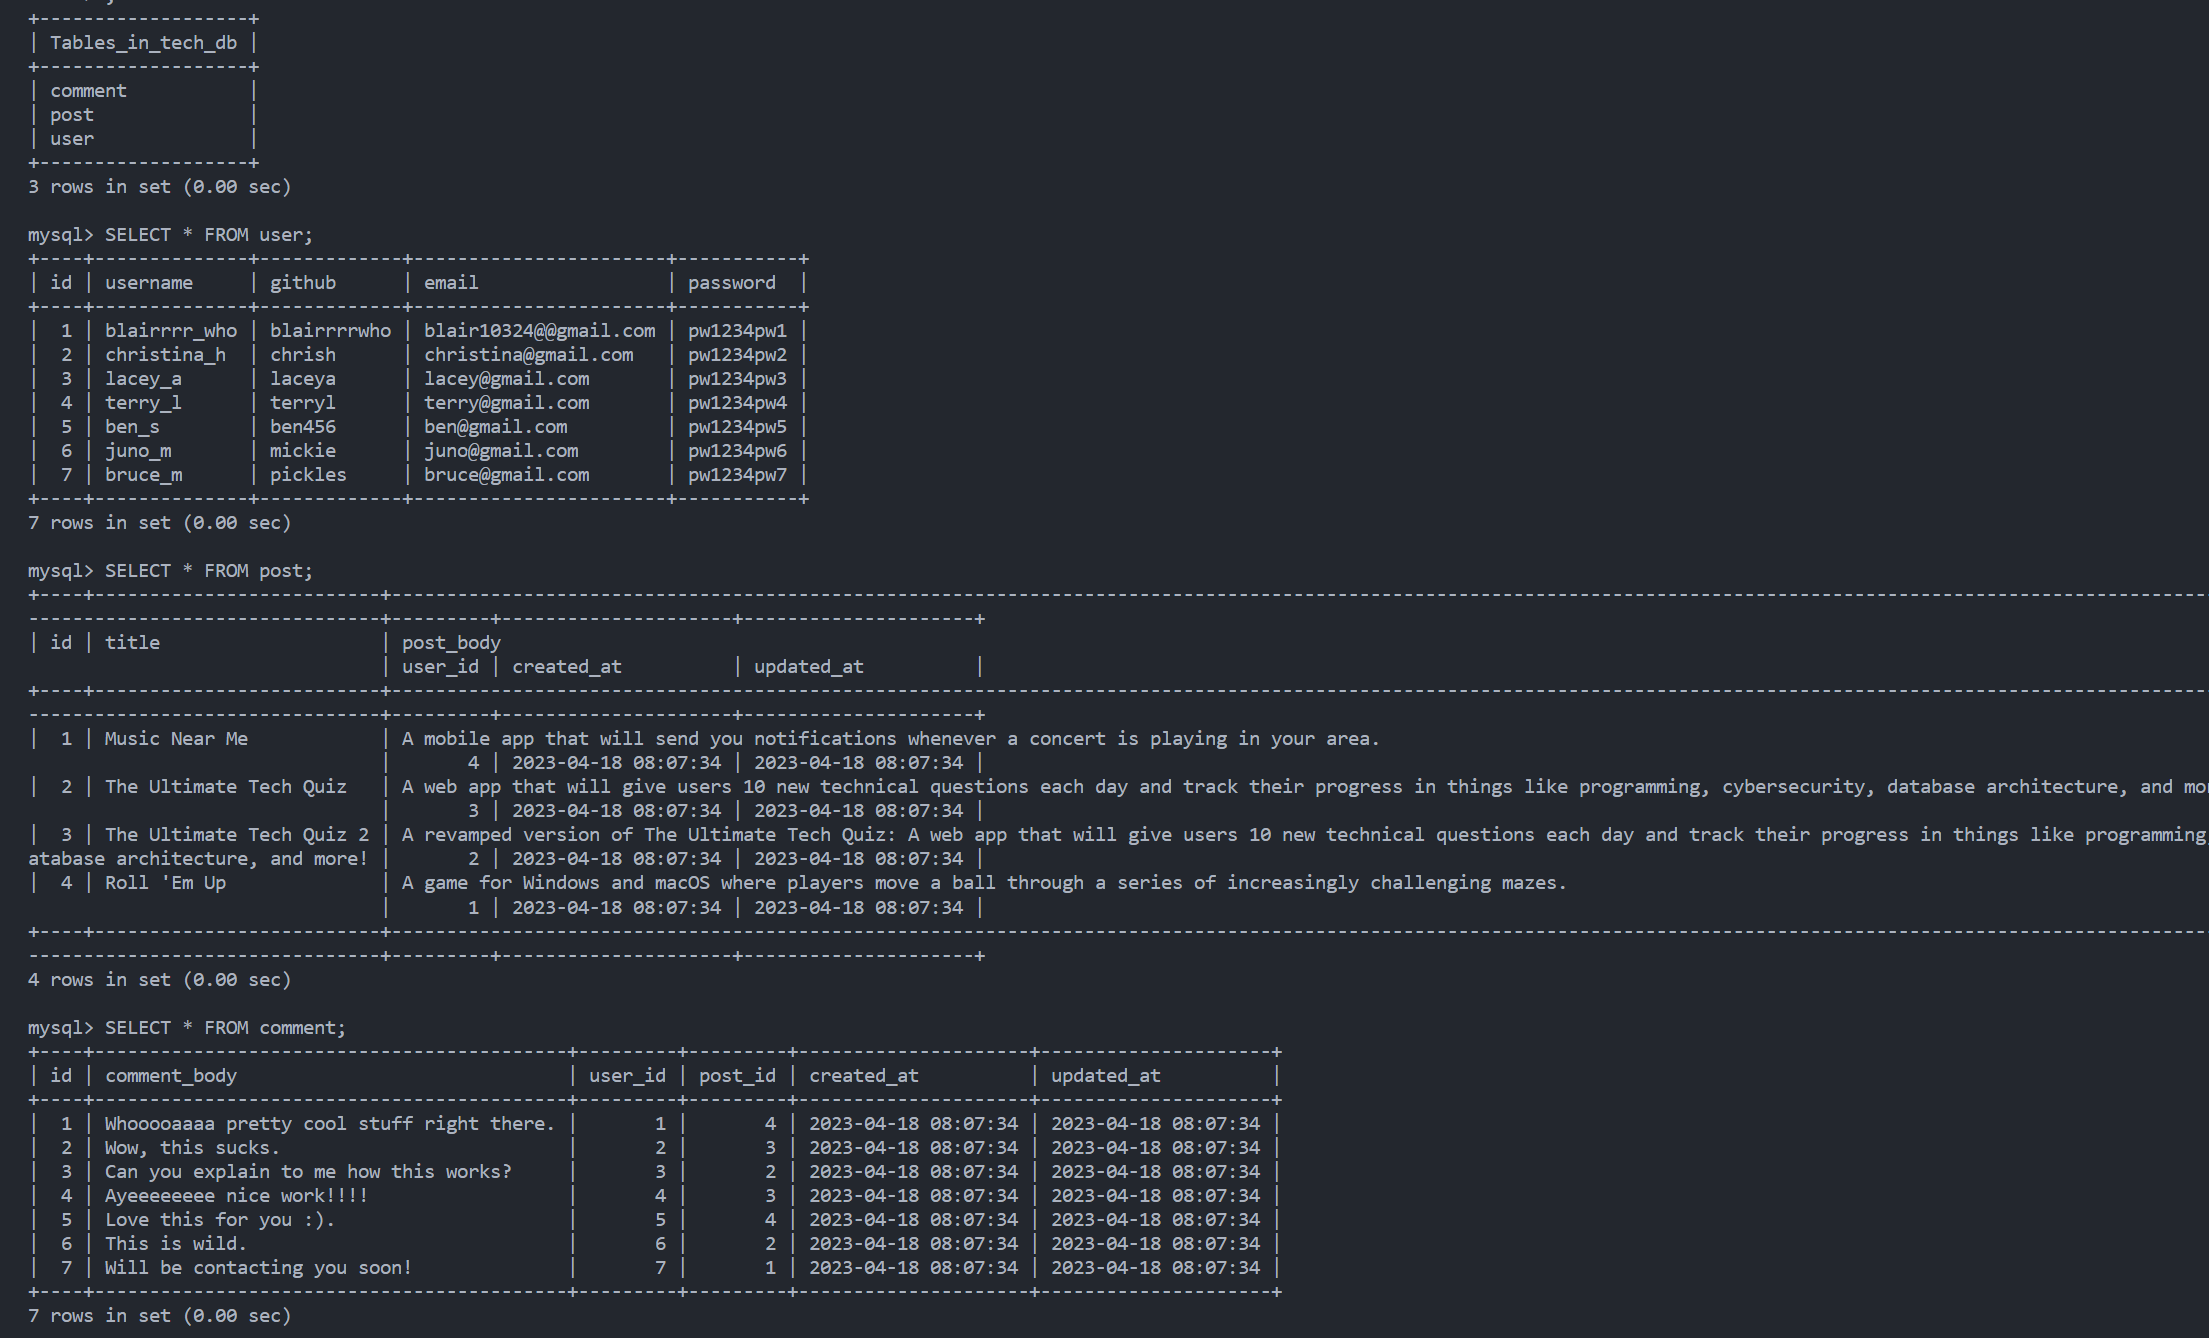 +-------------------+
| Tables_in_tech_db |
+-------------------+
| comment           |
| post              |
| user              |
+-------------------+
3 rows in set (0.00 sec)

mysql> SELECT * FROM user;
+----+--------------+-------------+-----------------------+-----------+
| id | username     | github      | email                 | password  |
+----+--------------+-------------+-----------------------+-----------+
|  1 | blairrrr_who | blairrrrwho | blair10324@@gmail.com | pw1234pw1 |
|  2 | christina_h  | chrish      | christina@gmail.com   | pw1234pw2 |
|  3 | lacey_a      | laceya      | lacey@gmail.com       | pw1234pw3 |
|  4 | terry_l      | terryl      | terry@gmail.com       | pw1234pw4 |
|  5 | ben_s        | ben456      | ben@gmail.com         | pw1234pw5 |
|  6 | juno_m       | mickie      | juno@gmail.com        | pw1234pw6 |
|  7 | bruce_m      | pickles     | bruce@gmail.com       | pw1234pw7 |
+----+--------------+-------------+-----------------------+-----------+
7 rows in set (0.00 sec)

mysql> SELECT * FROM post;
| id | title                    | post_body
                                | user_id | created_at          | updated_at          |
|  1 | Music Near Me            | A mobile app that will send you notifications whenever a concert is playing in your area.
                                |       4 | 2023-04-18 08:07:34 | 2023-04-18 08:07:34 |
|  2 | The Ultimate Tech Quiz   | A web app that will give users 10 new technical questions each day and track their progress in things like programming, cybersecurity, database architecture, and
                                |       3 | 2023-04-18 08:07:34 | 2023-04-18 08:07:34 |
|  3 | The Ultimate Tech Quiz 2 | A revamped version of The Ultimate Tech Quiz: A web app that will give users 10 new technical questions each day and track their progress in things like programming,
atabase architecture, and more! |       2 | 2023-04-18 08:07:34 | 2023-04-18 08:07:34 |
|  4 | Roll 'Em Up              | A game for Windows and macOS where players move a ball through a series of increasingly challenging mazes.
                                |       1 | 2023-04-18 08:07:34 | 2023-04-18 08:07:34 |
4 rows in set (0.00 sec)

mysql> SELECT * FROM comment;
+----+-------------------------------------------+---------+---------+---------------------+---------------------+
| id | comment_body                              | user_id | post_id | created_at          | updated_at          |
+----+-------------------------------------------+---------+---------+---------------------+---------------------+
|  1 | Whooooaaaa pretty cool stuff right there. |       1 |       4 | 2023-04-18 08:07:34 | 2023-04-18 08:07:34 |
|  2 | Wow, this sucks.                          |       2 |       3 | 2023-04-18 08:07:34 | 2023-04-18 08:07:34 |
|  3 | Can you explain to me how this works?     |       3 |       2 | 2023-04-18 08:07:34 | 2023-04-18 08:07:34 |
|  4 | Ayeeeeeeee nice work!!!!                  |       4 |       3 | 2023-04-18 08:07:34 | 2023-04-18 08:07:34 |
|  5 | Love this for you :).                     |       5 |       4 | 2023-04-18 08:07:34 | 2023-04-18 08:07:34 |
|  6 | This is wild.                             |       6 |       2 | 2023-04-18 08:07:34 | 2023-04-18 08:07:34 |
|  7 | Will be contacting you soon!              |       7 |       1 | 2023-04-18 08:07:34 | 2023-04-18 08:07:34 |
+----+-------------------------------------------+---------+---------+---------------------+---------------------+
7 rows in set (0.00 sec)